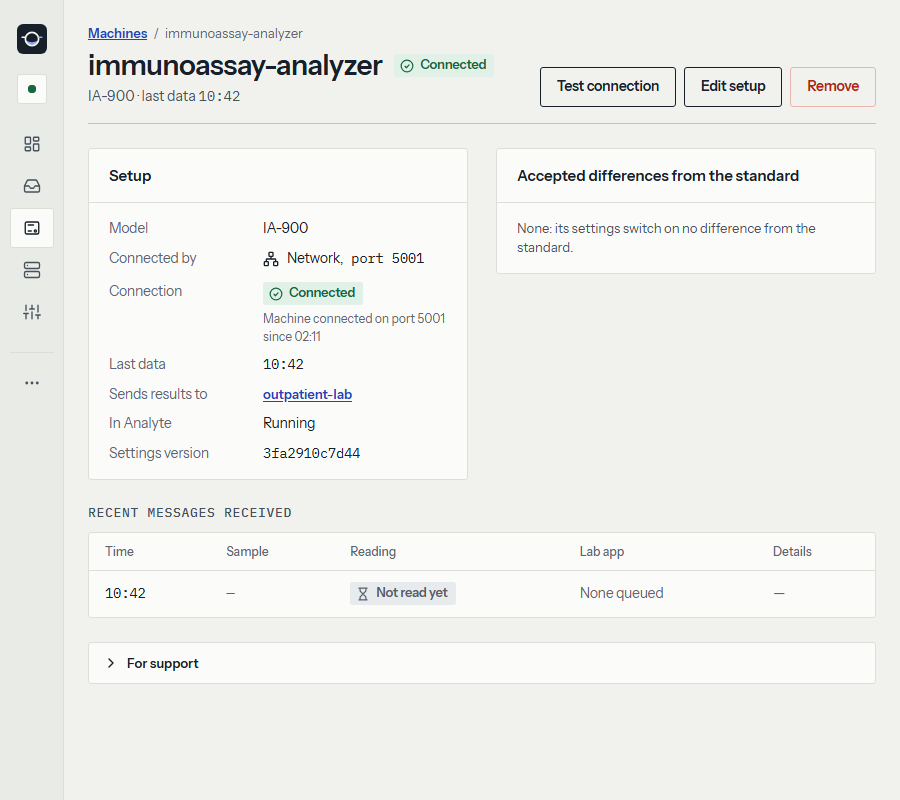 Machines / immunoassay-analyzer
immunoassay-analyzer
Connected
IA-900 · last data 10:42
Test connection
Edit setup
Remove
Setup
Model
IA-900
Connected by
Network, port 5001
Connection
Connected
Machine connected on port 5001
since 02:11
Last data
10:42
Sends results to
outpatient-lab
In Analyte
Running
Settings version
3fa2910c7d44
Accepted differences from the standard
None: its settings switch on no difference from the
standard.
RECENT MESSAGES RECEIVED
Time Sample Reading Lab app Details
10:42 – Not read yet None queued —
For support